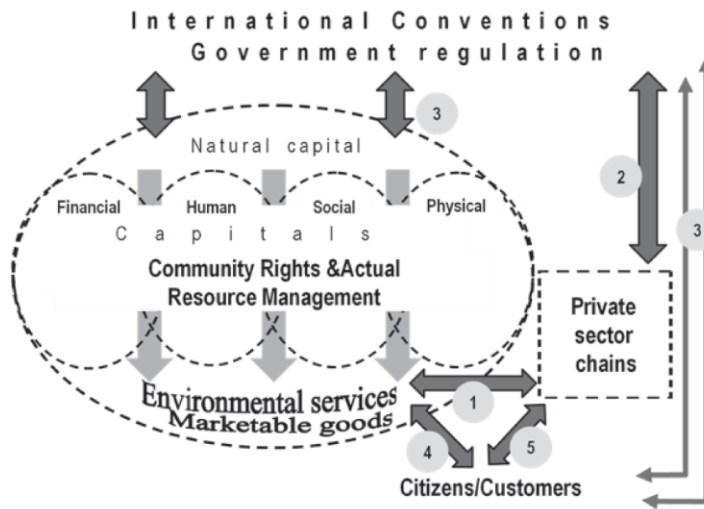 International Conventions
Government regulation
3
Natural capital
2
Financial Human Social Physical
Capitals
3
Community Rights &Actual
Resource Management
Private
sector
chains
Environmental services
Marketable goods
1
4
5
Citizens/Customers